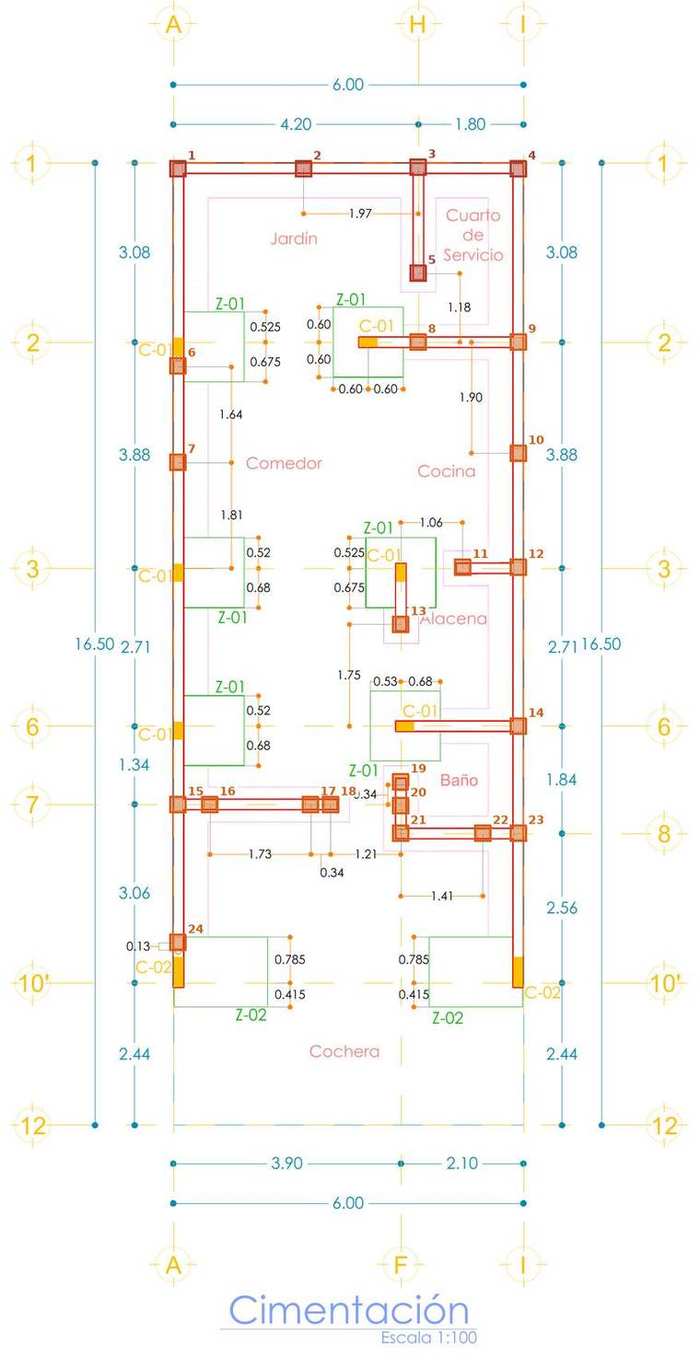 A H I
6.00
4.20 1.80
1 1 2 3 4 1
1.97
Cuarto
de
Servicio
Jardín
3.08 3.08
5
1.18
Z-01 Z-01
0.525 0.60 C-01
2 C-01 8 9 2
6 0.675 0.60
0.60 0.60
1.90
1.64
7 10
3.88 Comedor Cocina 3.88
1.81
1.06
Z-01
0.52 0.525 C-01 11 12
3 C-01 3
0.68 0.675
Z-01 13 Alacena
16.50 2.71 2.71 16.50
1.75
Z-01 0.53 0.68
0.52 C-01 14
6 C-01 6
0.68
1.34 Z-01 19 Baño 1.84
15 16 17 18 0.34 20
7 21 22 23 8
1.73 1.21
0.34
3.06 1.41 2.56
24
0.13
C-02 0.785 0.785
10' C-02 10'
0.415 0.415
Z-02 Z-02
2.44 Cochera 2.44
12 12
3.90 2.10
6.00
A F I
Cimentación
Escala 1:100